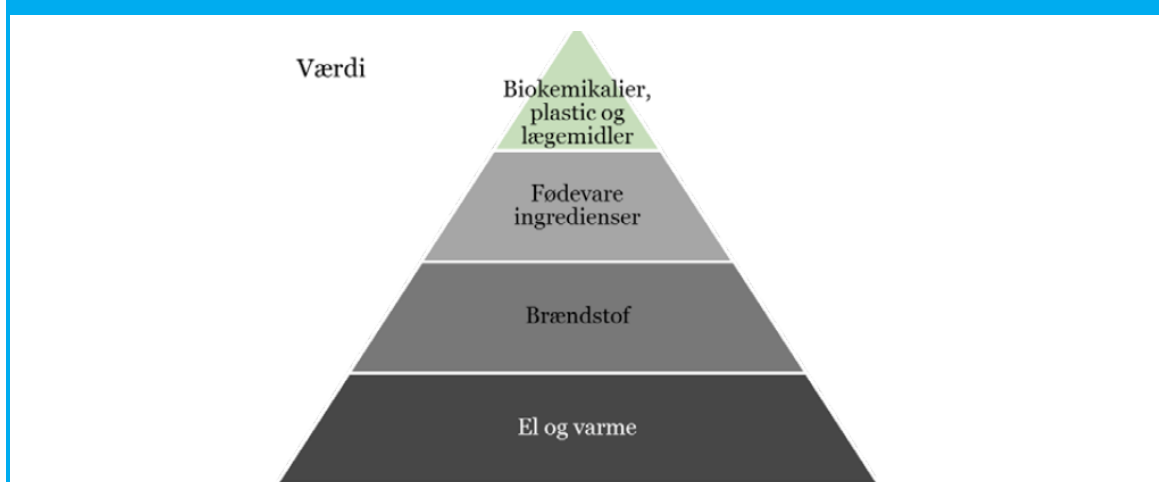 Værdi
Biokemikalier,
plastic og
lægemidler
Fødevare
ingredienser
Brændstof
El og varme